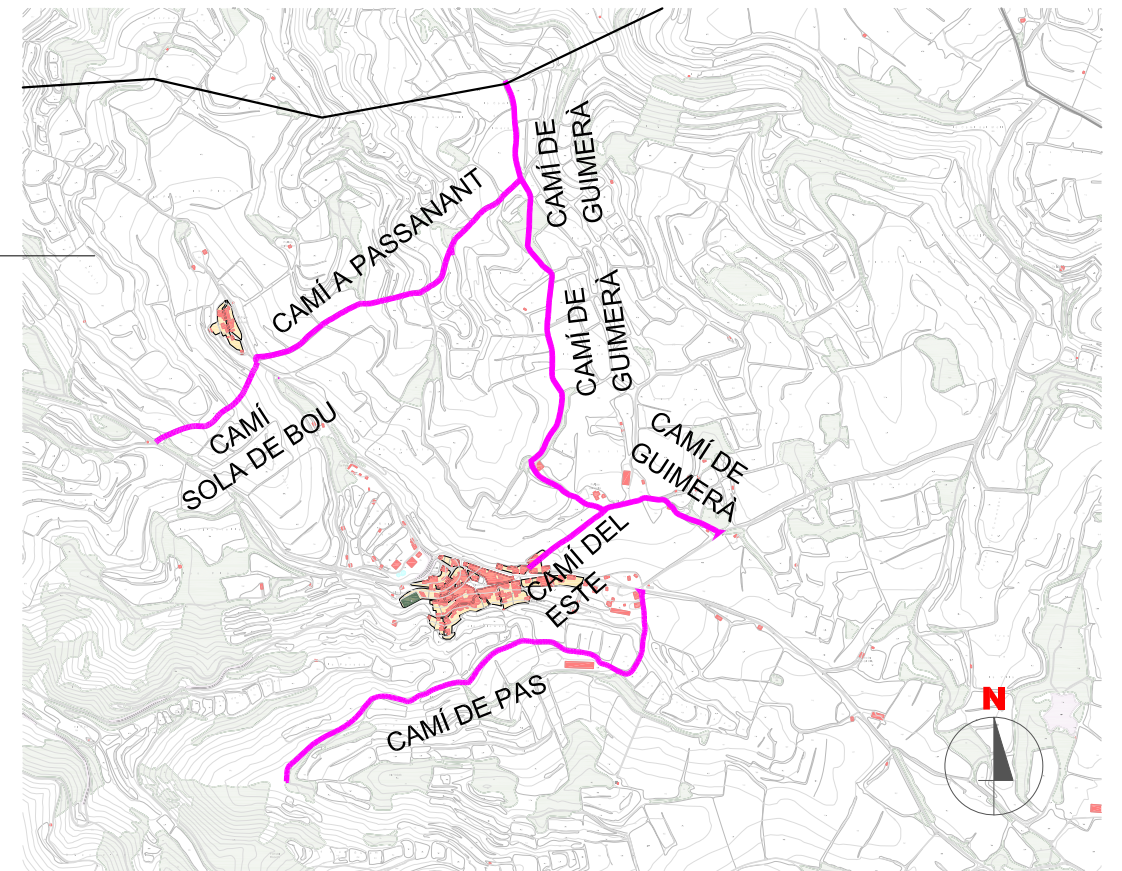 CAMÍ DE
GUIMERÀ
CAMÍ A PASSANANT
CAMÍ DE
GUIMERÀ
CAMÍ
SOLA DE BOU
CAMÍ DE
GUIMERÀ
CAMÍ DEL
ESTE
CAMÍ DE PAS
N